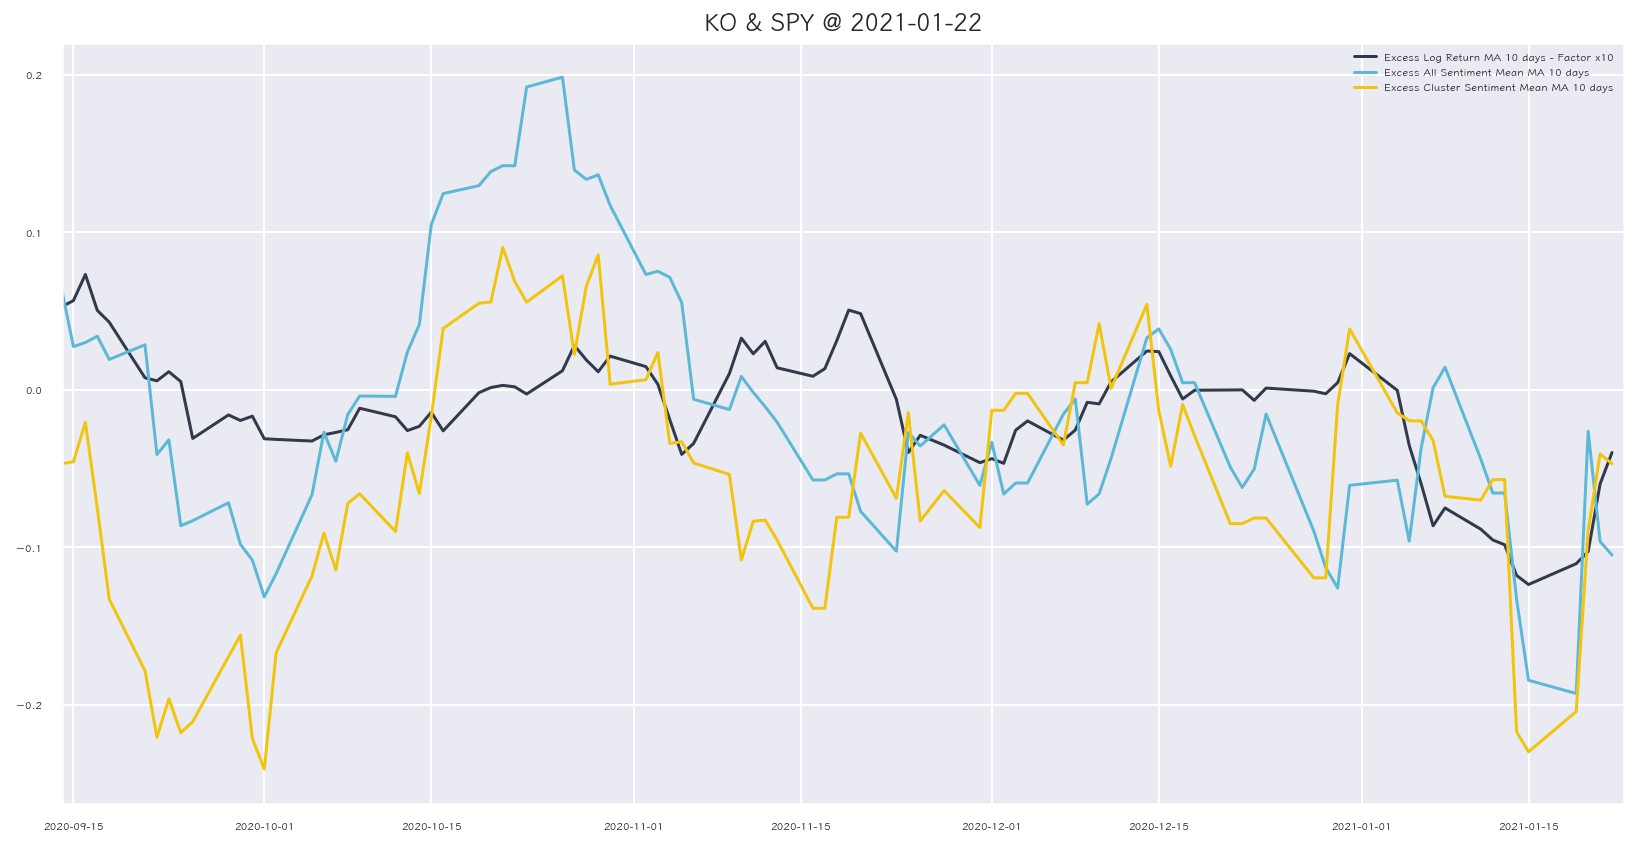 KO & SPY @ 2021-01-22
Excess Log Return MA 10 days - Factor x10
Excess All Sentiment Mean MA 10 days
Excess Cluster Sentiment Mean MA 10 days
0.2
0.1
0.0
−0.1
−0.2
2020-09-15 2020-10-01 2020-10-15 2020-11-01 2020-11-15 2020-12-01 2020-12-15 2021-01-01 2021-01-15